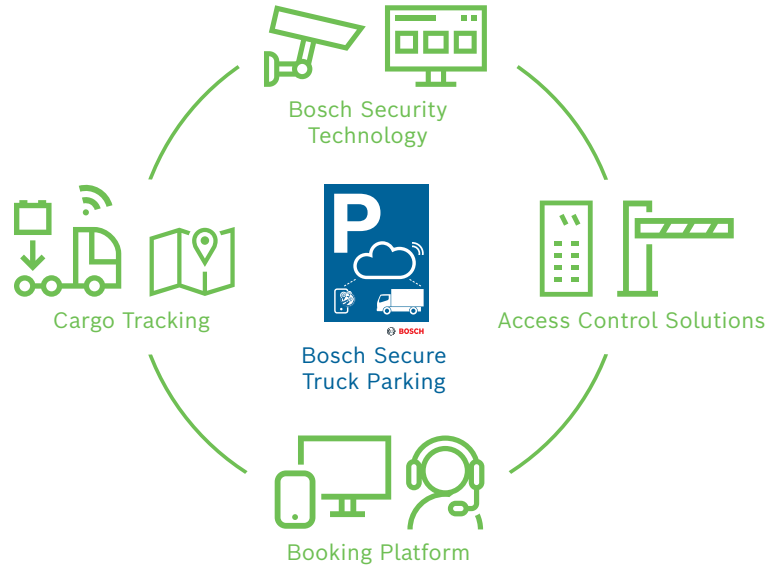 Bosch Security
Technology
P
BOSCH
Cargo Tracking
Access Control Solutions
Bosch Secure
Truck Parking
Booking Platform